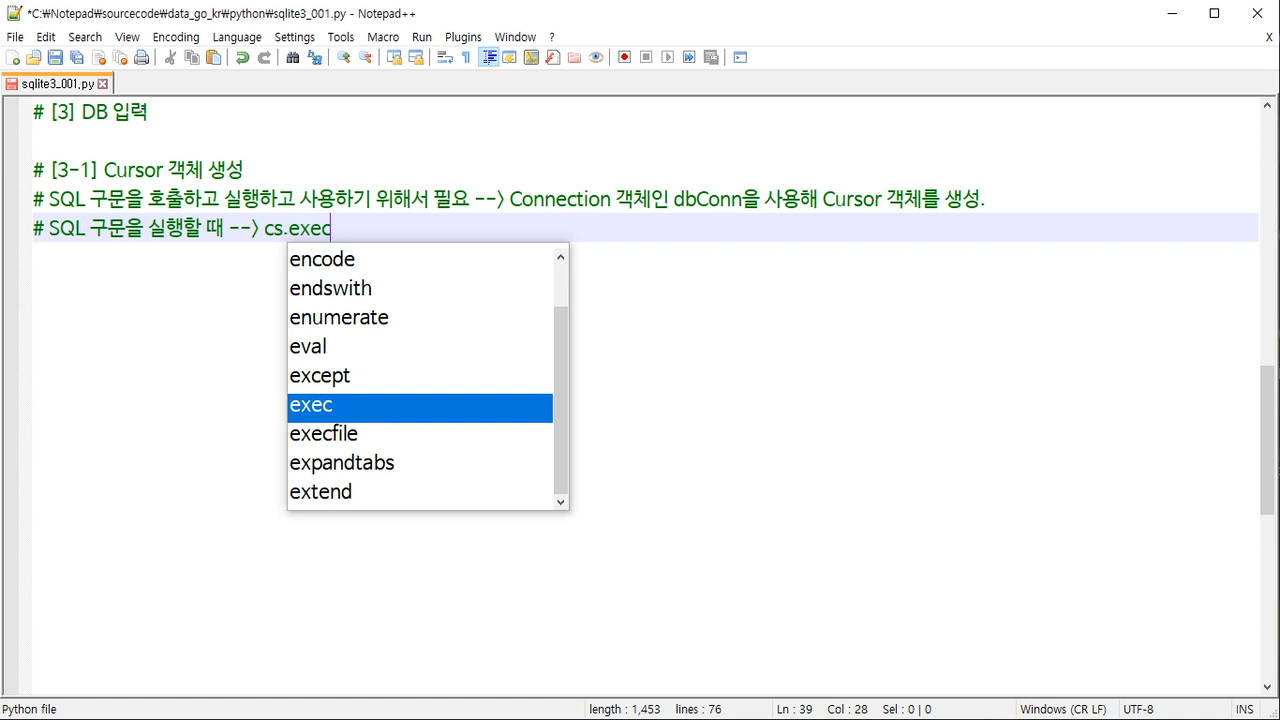 *C:₩Notepad₩sourcecode₩data_go_kr₩python₩sqlite3_001.py - Notepad++
File Edit Search View Encoding Language Settings Tools Macro Run Plugins Window ? X
sqlite3_001.py
# [3] DB 입력
# [3-1] Cursor 객체 생성
# SQL 구문을 호출하고 실행하고 사용하기 위해서 필요 --> Connection 객체인 dbConn을 사용해 Cursor 객체를 생성.
# SQL 구문을 실행할 때 --> cs.exec
encode
endswith
enumerate
eval
except
exec
execfile
expandtabs
extend
Python file length : 1,453 lines : 76 Ln : 39 Col : 28 Sel : 0 | 0 Windows (CR LF) UTF-8 INS